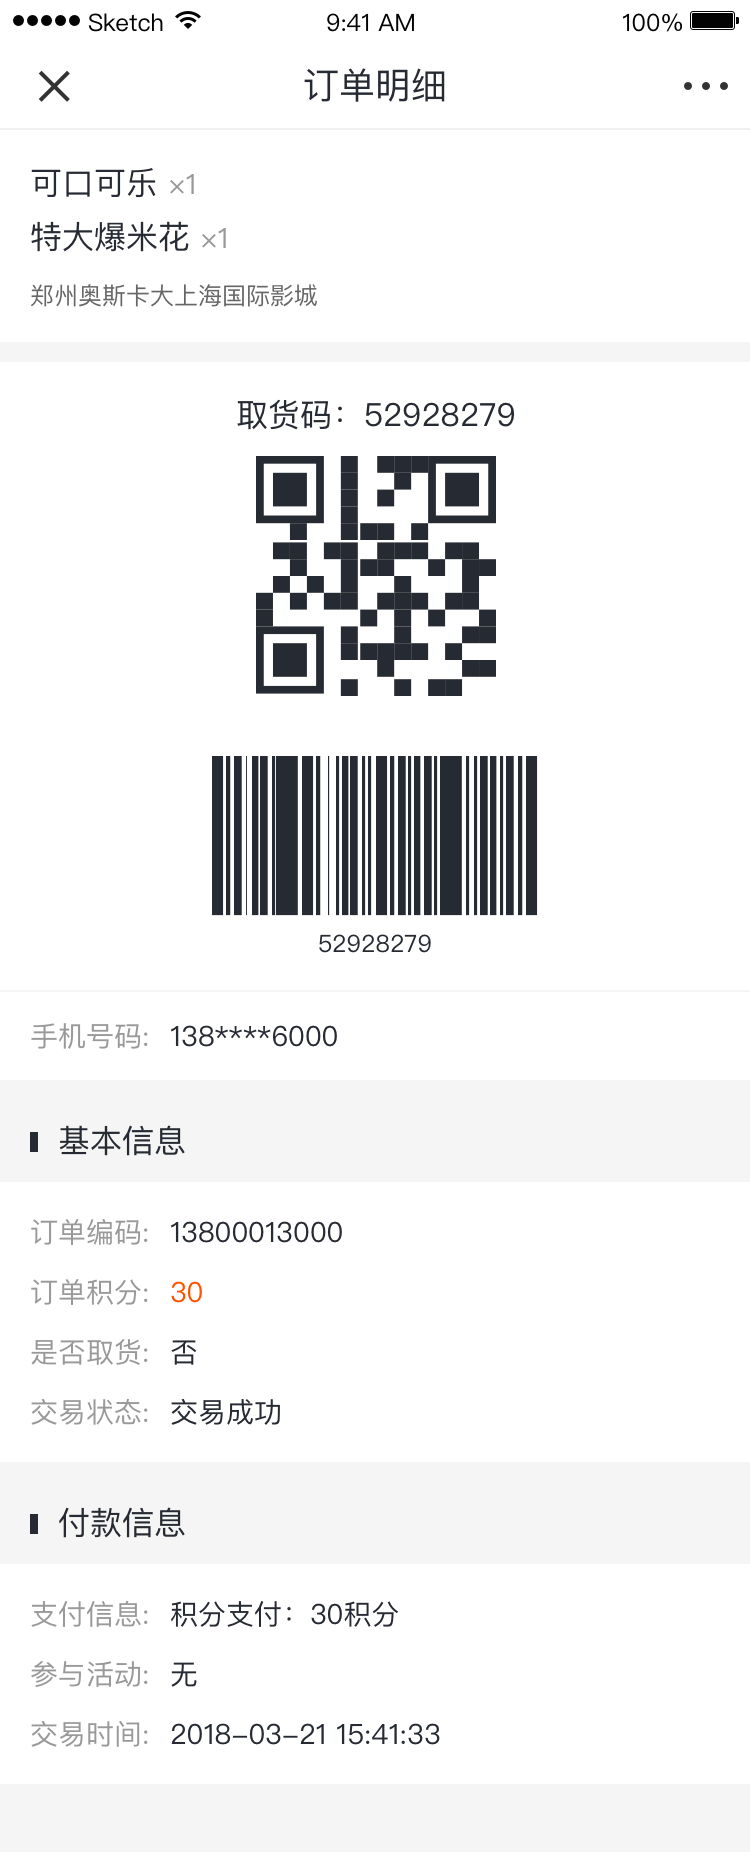 Sketch 9:41 AM 100%
订单明细
可口可乐 ×1
特大爆米花 ×1
郑州奥斯卡大上海国际影城
取货码：52928279
52928279
手机号码: 138****6000
基本信息
订单编码: 13800013000
订单积分: 30
是否取货: 否
交易状态: 交易成功
付款信息
支付信息: 积分支付：30积分
参与活动: 无
交易时间: 2018-03-21 15:41:33